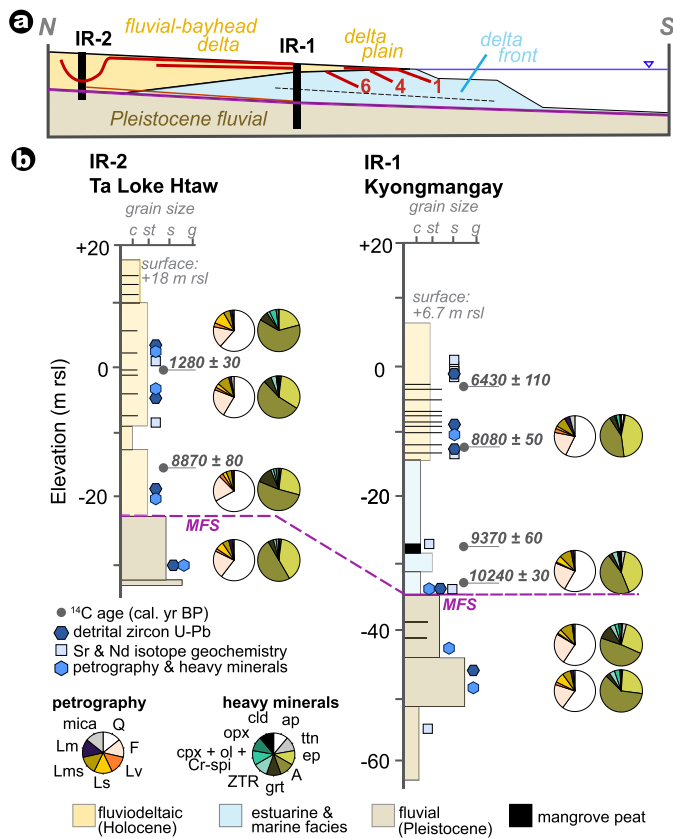 a
N
S
IR-2
fluvial-bayhead
delta
IR-1
delta
plain
delta
front
6
4
1
Pleistocene fluvial
b
IR-2
Ta Loke Htaw
IR-1
Kyongmangay
grain size
c st s g
grain size
c st s g
+20
surface:
+18 m rsl
+20
surface:
+6.7 m rsl
Elevation (m rsl)
0
1280 ± 30
0
6430 ± 110
8870 ± 80
8080 ± 50
-20
MFS
-20
9370 ± 60
10240 ± 30
MFS
-40
-60
14C age (cal. yr BP)
detrital zircon U-Pb
Sr & Nd isotope geochemistry
petrography & heavy minerals
petrography
mica
Q
Lm
F
Lms
Lv
Ls
heavy minerals
cld
ap
opx
ttn
cpx + ol +
Cr-spi
ep
ZTR
A
grt
fluviodeltaic
(Holocene)
estuarine &
marine facies
fluvial
(Pleistocene)
mangrove peat